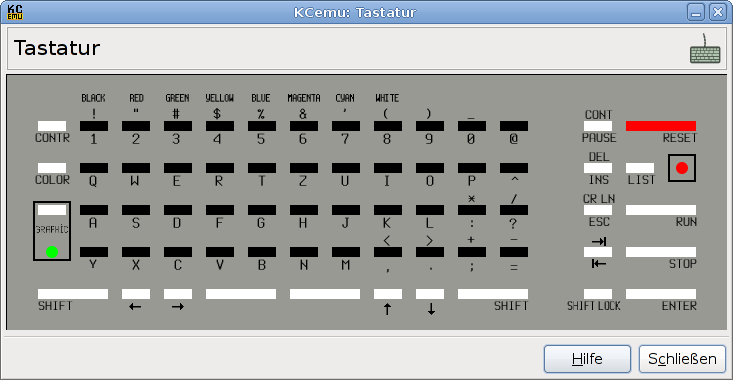 KC
EMU
KCemu: Tastatur
Tastatur
BLACK RED GREEN YELLOW BLUE MAGENTA CYAN WHITE
! " # $ % & ' ( ) _ CONT
CONTR 1 2 3 4 5 6 7 8 9 0 @ PAUSE RESET
DEL
COLOR Q W E R T Z U I O P ^ INS LIST
* / CR LN
GRAPHIC A S D F G H J K L : ? ESC RUN
< > + - ⇥
Y X C V B N M , . ; = ⇤ STOP
SHIFT ← → ↑ ↓ SHIFT SHIFT LOCK ENTER
Hilfe Schließen